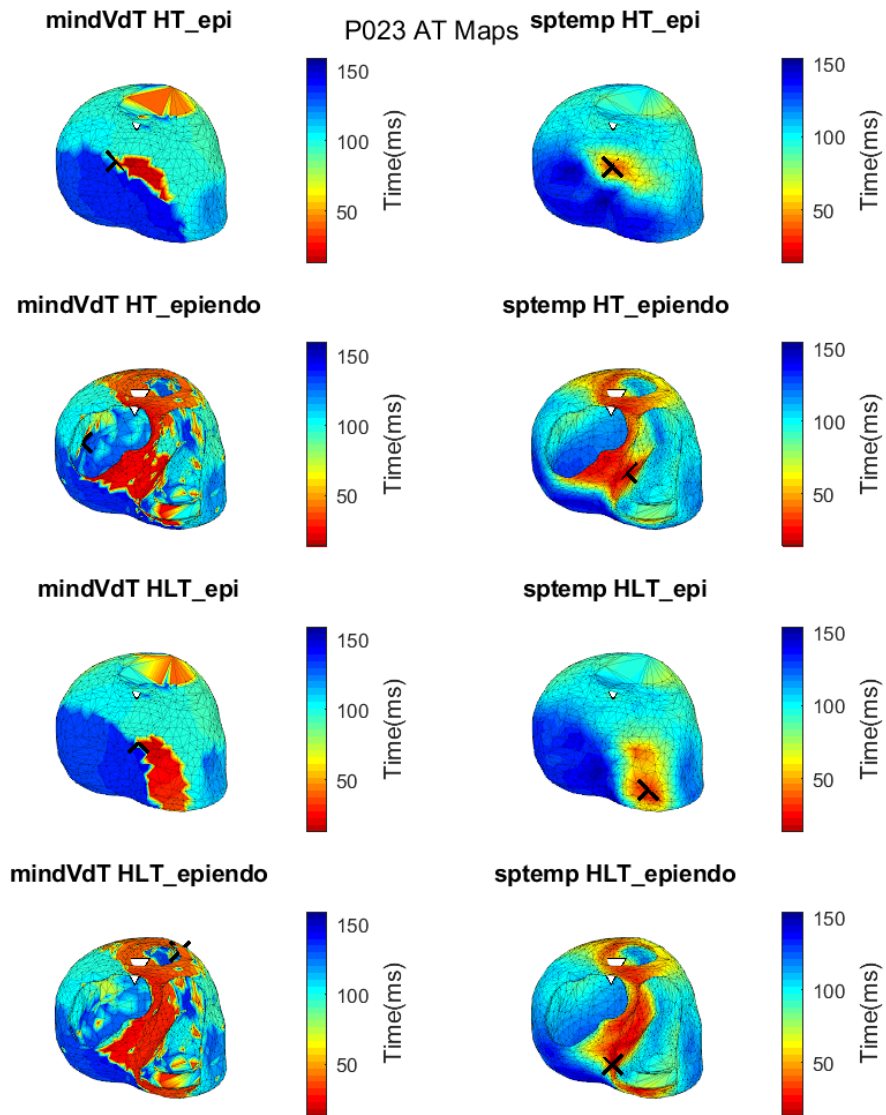 P023 AT Maps
mindVdT HT_epi
150
100
50
Time(ms)
sptemp HT_epi
150
100
50
Time(ms)
mindVdT HT_epiendo
150
100
50
Time(ms)
sptemp HT_epiendo
150
100
50
Time(ms)
mindVdT HLT_epi
150
100
50
Time(ms)
sptemp HLT_epi
150
100
50
Time(ms)
mindVdT HLT_epiendo
150
100
50
Time(ms)
sptemp HLT_epiendo
150
100
50
Time(ms)